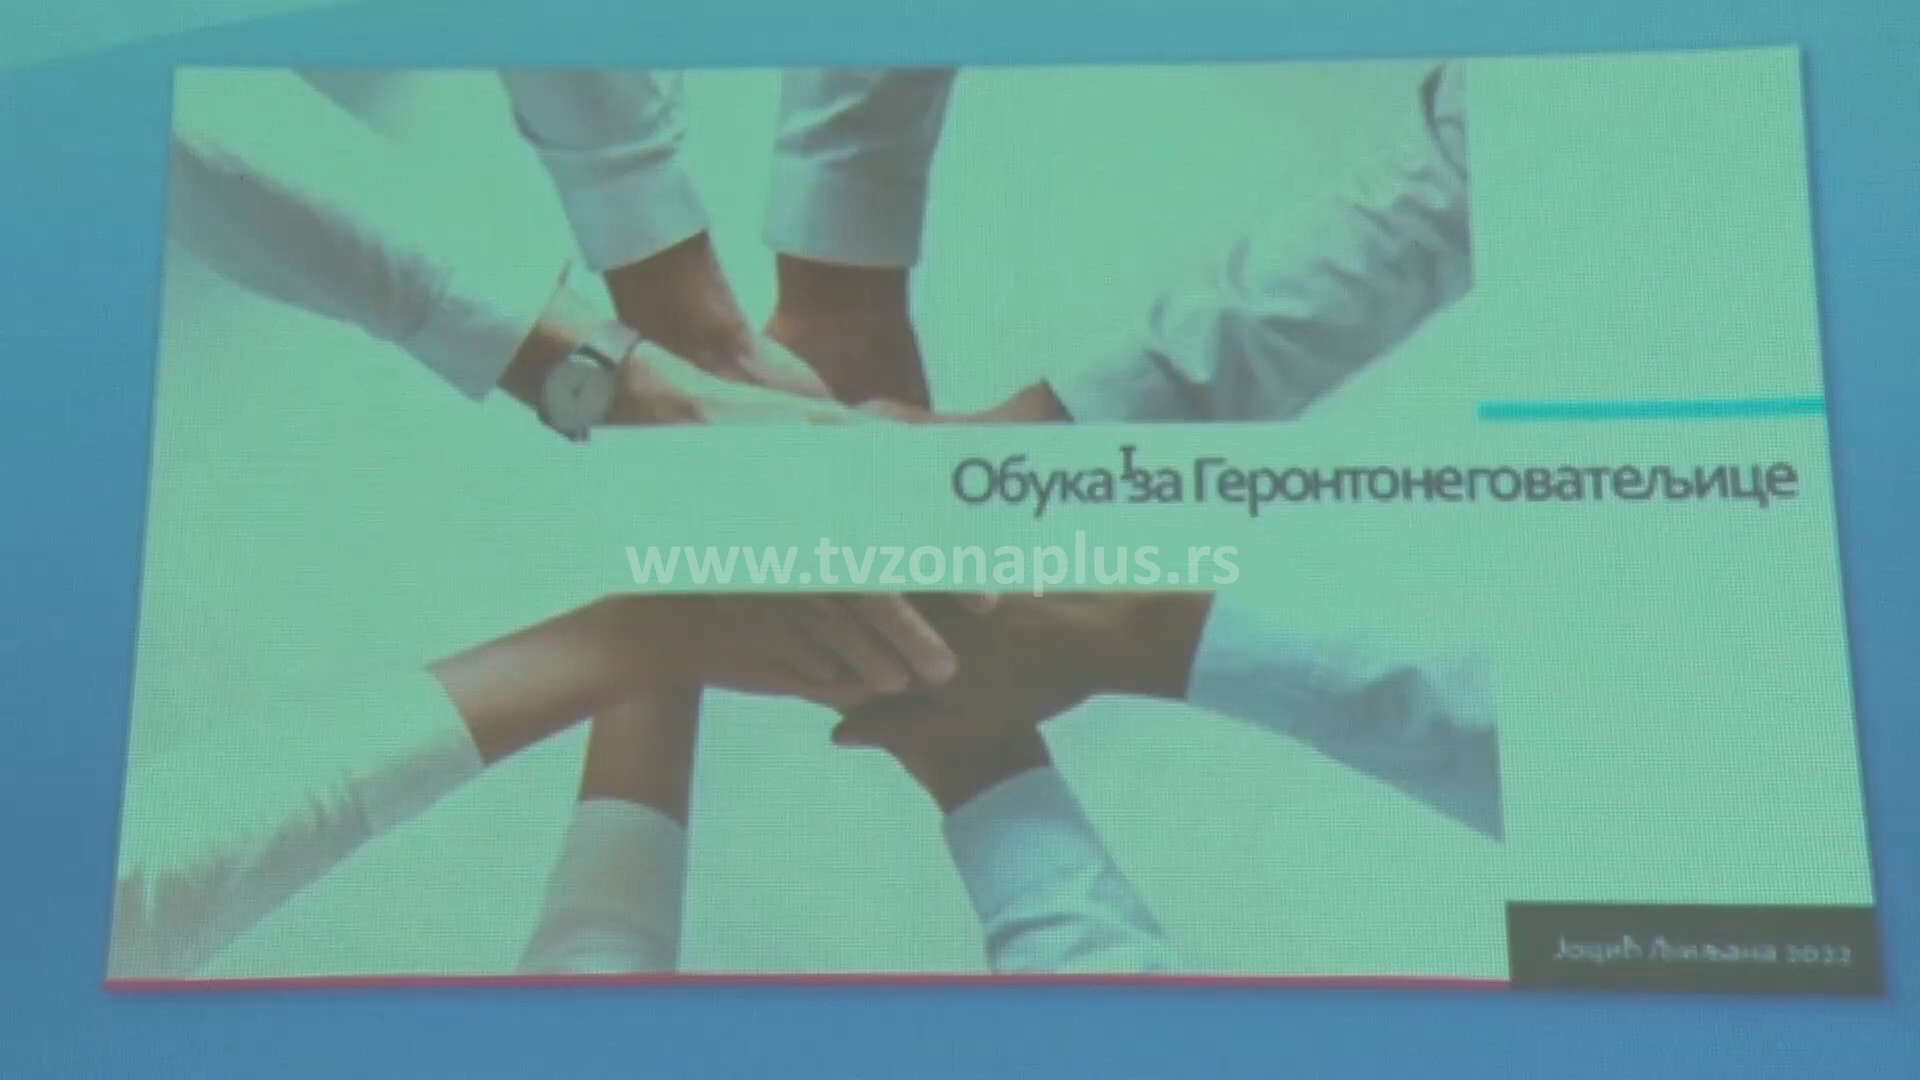 Обука за Геронтонеговатељице
www.tvzonaplus.rs
Јоцић Љиљана 2022